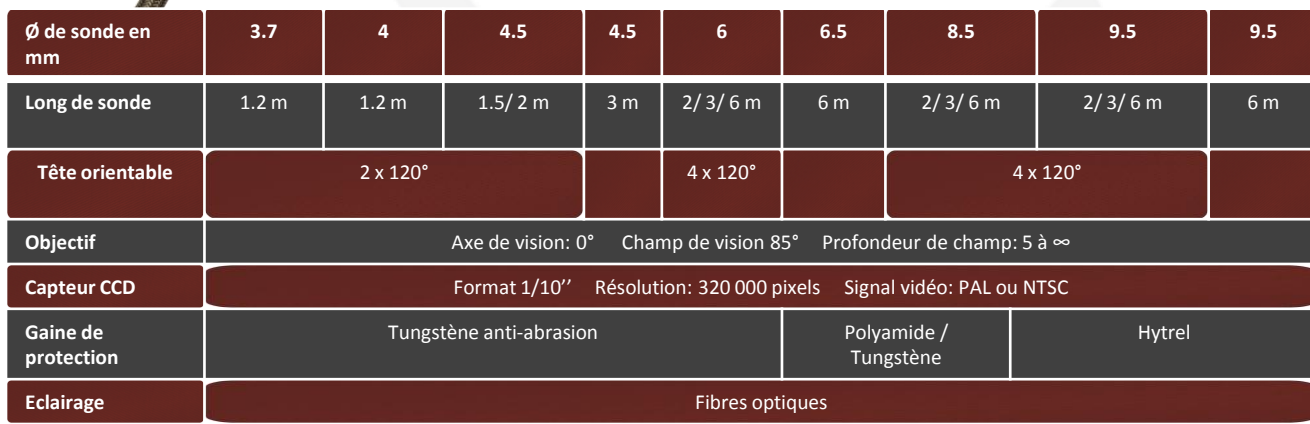 Ø de sonde en mm 3.7 4 4.5 4.5 6 6.5 8.5 9.5 9.5
Long de sonde 1.2 m 1.2 m 1.5/ 2 m 3 m 2/ 3/ 6 m 6 m 2/ 3/ 6 m 2/ 3/ 6 m 6 m
Tête orientable 2 x 120° 4 x 120° 4 x 120°
Objectif Axe de vision: 0° Champ de vision 85° Profondeur de champ: 5 à ∞
Capteur CCD Format 1/10’’ Résolution: 320 000 pixels Signal vidéo: PAL ou NTSC
Gaine de protection Tungstène anti-abrasion Polyamide / Tungstène Hytrel
Eclairage Fibres optiques